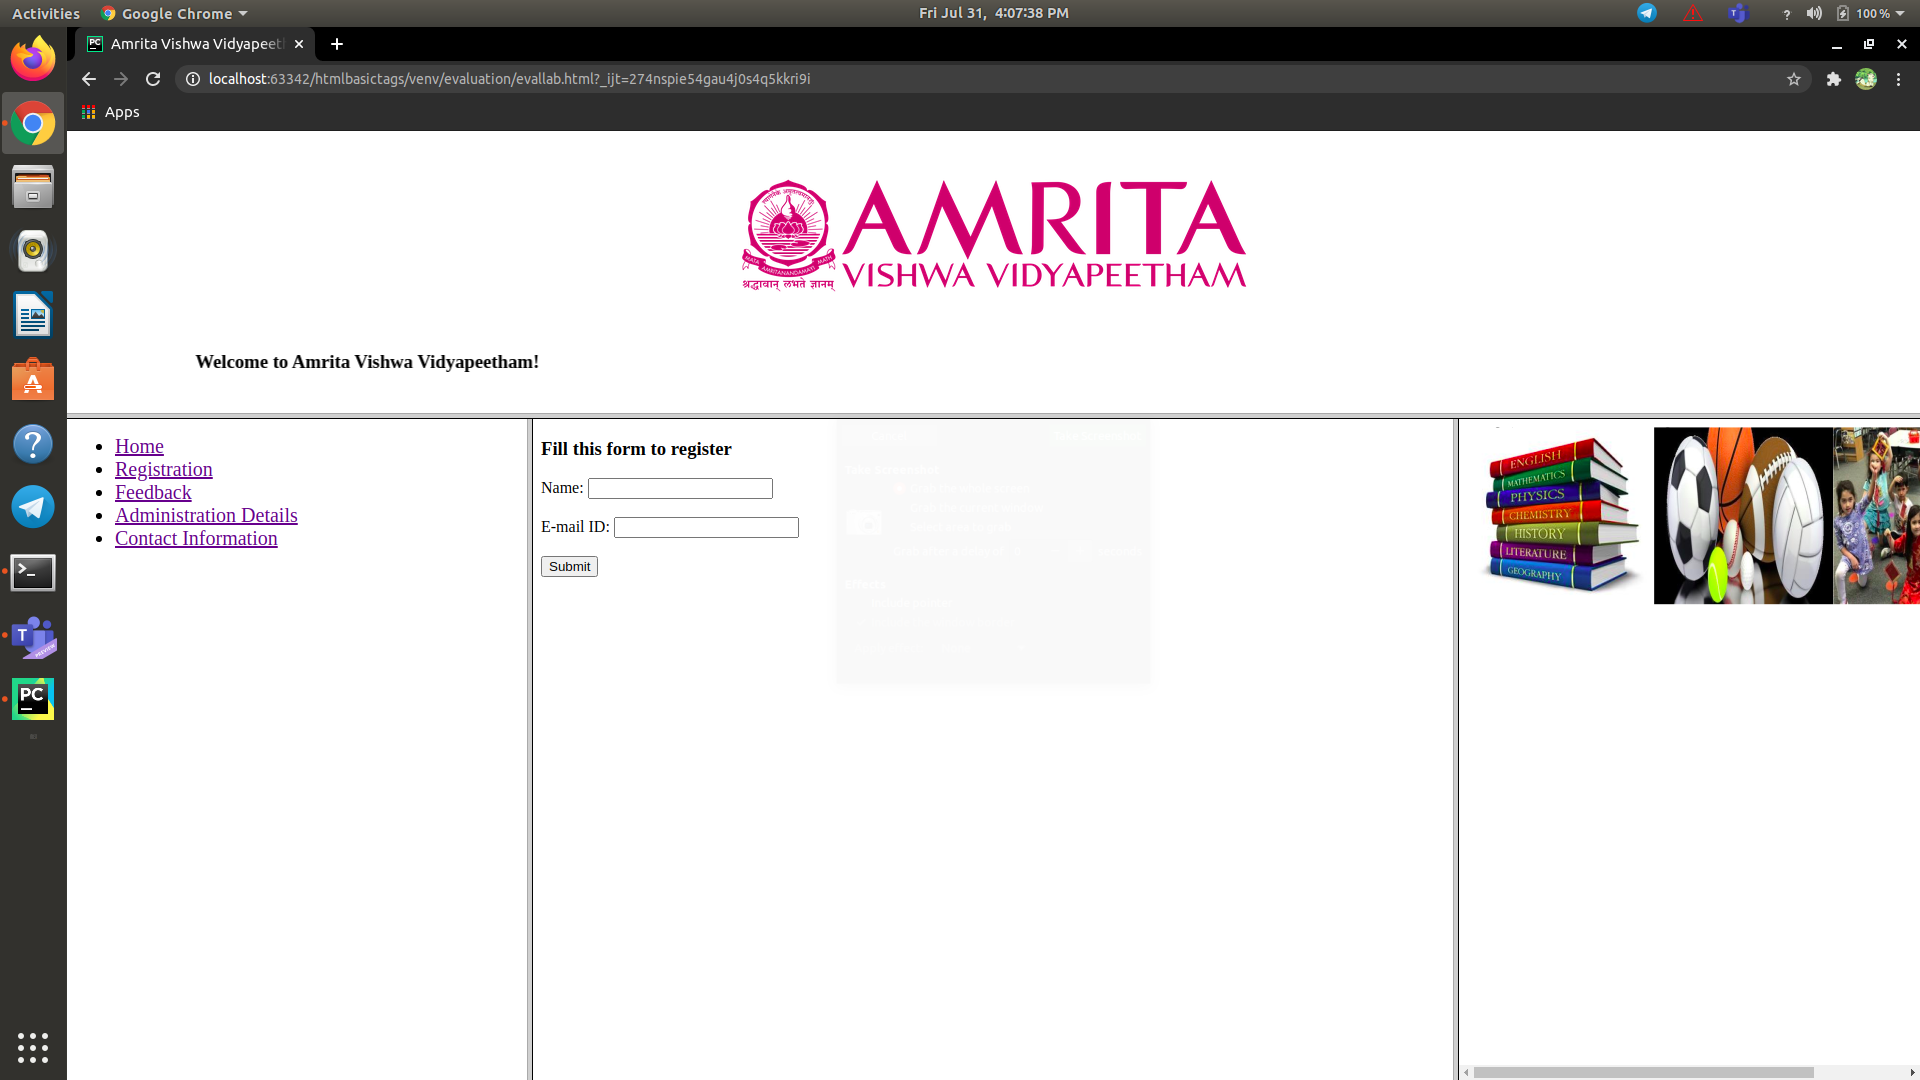 Activities Google Chrome Fri Jul 31, 4:07:38 PM 100 %
Amrita Vishwa Vidyapeeth
localhost:63342/htmlbasictags/venv/evaluation/evallab.html?_ijt=274nspie54gau4j0s4q5kkri9i
Apps
AMRITA
VISHWA VIDYAPEETHAM
MATA AMRITANANDAMAYI MATH
श्रद्धावान् लभते ज्ञानम्
Welcome to Amrita Vishwa Vidyapeetham!
Home
Registration
Feedback
Administration Details
Contact Information
Fill this form to register
Name:
E-mail ID:
Submit
ENGLISH
MATHEMATICS
PHYSICS
CHEMISTRY
HISTORY
LITERATURE
GEOGRAPHY